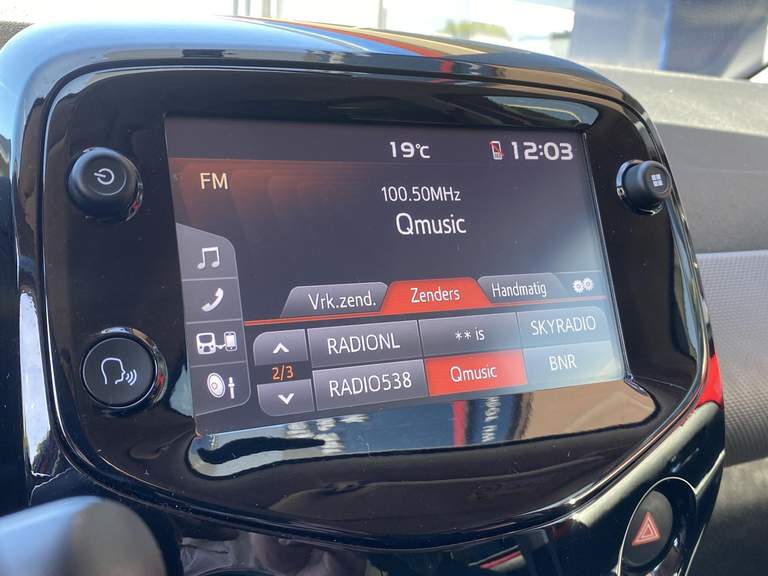 19°C 12:03
FM
100.50MHz
Qmusic
Vrk.zend. Zenders Handmatig
RADIONL ** is SKYRADIO
2/3
RADIO538 Qmusic BNR